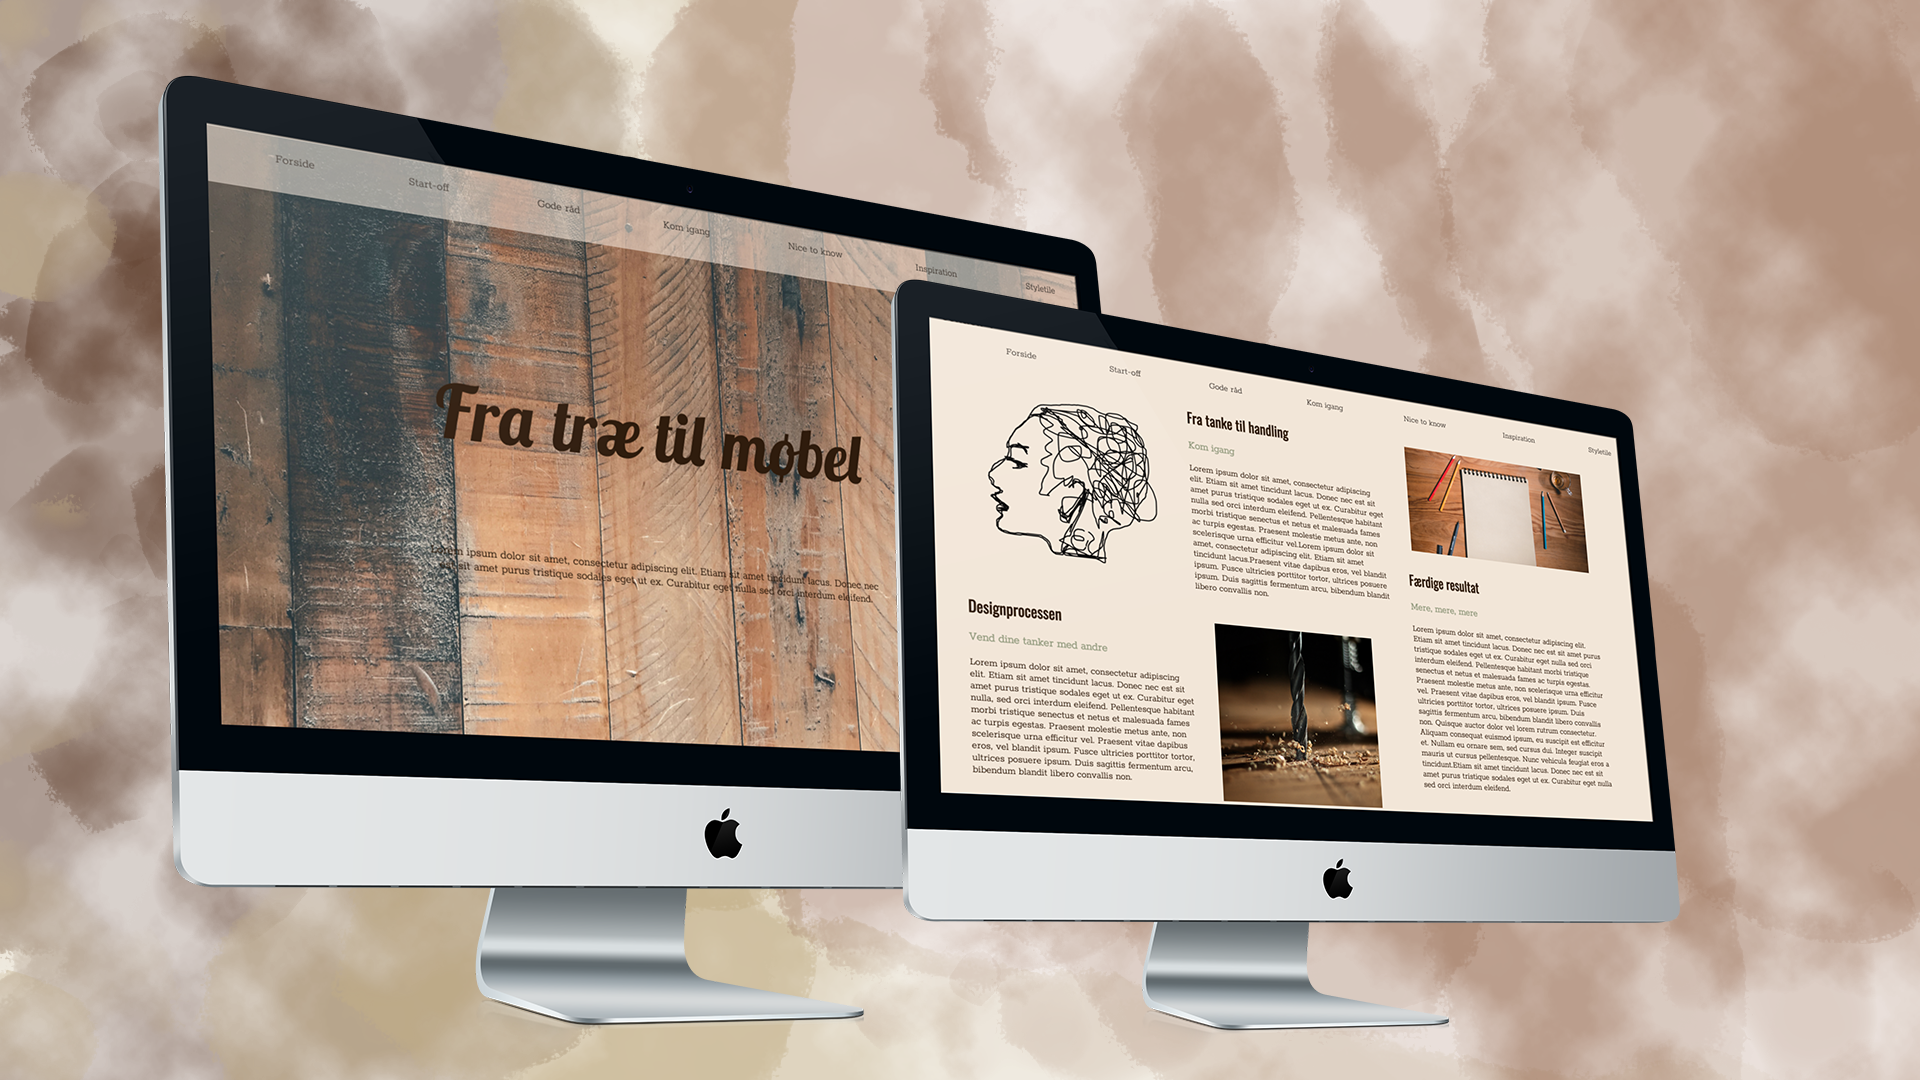 Forside
Start-off
Gode råd
Kom igang
Nice to know
Inspiration
Styletile
Fra træ til møbel
Lorem ipsum dolor sit amet, consectetur adipiscing elit. Etiam sit amet tincidunt lacus. Donec nec
sit amet purus tristique sodales eget ut ex. Curabitur eget nulla sed orci interdum eleifend.
Forside
Start-off
Gode råd
Kom igang
Nice to know
Inspiration
Styletile
Designprocessen
Vend dine tanker med andre
Lorem ipsum dolor sit amet, consectetur adipiscing
elit. Etiam sit amet tincidunt lacus. Donec nec est sit
amet purus tristique sodales eget ut ex. Curabitur eget
nulla, sed orci interdum eleifend. Pellentesque habitant
morbi tristique senectus et netus et malesuada fames
ac turpis egestas. Praesent molestie metus ante, non
scelerisque urna efficitur vel. Praesent vitae dapibus
eros, vel blandit ipsum. Fusce ultricies porttitor tortor,
ultrices posuere ipsum. Duis sagittis fermentum arcu,
bibendum blandit libero convallis non.
Fra tanke til handling
Kom igang
Lorem ipsum dolor sit amet, consectetur adipiscing
elit. Etiam sit amet tincidunt lacus. Donec nec est sit
amet purus tristique sodales eget ut ex. Curabitur eget
nulla sed orci interdum eleifend. Pellentesque habitant
morbi tristique senectus et netus et malesuada fames
ac turpis egestas. Praesent molestie metus ante, non
scelerisque urna efficitur vel.Lorem ipsum dolor sit
amet, consectetur adipiscing elit. Etiam sit amet
tincidunt lacus.Praesent vitae dapibus eros, vel blandit
ipsum. Fusce ultricies porttitor tortor, ultrices posuere
ipsum. Duis sagittis fermentum arcu, bibendum blandit
libero convallis non.
Færdige resultat
Mere, mere, mere
Lorem ipsum dolor sit amet, consectetur adipiscing elit.
Etiam sit amet tincidunt lacus. Donec nec est sit amet purus
tristique sodales eget ut ex. Curabitur eget nulla sed orci
interdum eleifend. Pellentesque habitant morbi tristique
senectus et netus et malesuada fames ac turpis egestas.
Praesent molestie metus ante, non scelerisque urna efficitur
vel. Praesent vitae dapibus eros, vel blandit ipsum. Fusce
ultricies porttitor tortor, ultrices posuere ipsum. Duis
sagittis fermentum arcu, bibendum blandit libero convallis
non. Quisque auctor dolor vel lorem rutrum consectetur.
Aliquam consequat euismod ipsum, eu suscipit est efficitur
et. Nullam eu ornare sem, sed cursus dui. Integer suscipit
mauris ut cursus pellentesque. Nunc vehicula feugiat eros a
tincidunt.Etiam sit amet tincidunt lacus. Donec nec est sit
amet purus tristique sodales eget ut ex. Curabitur eget nulla
sed orci interdum eleifend.